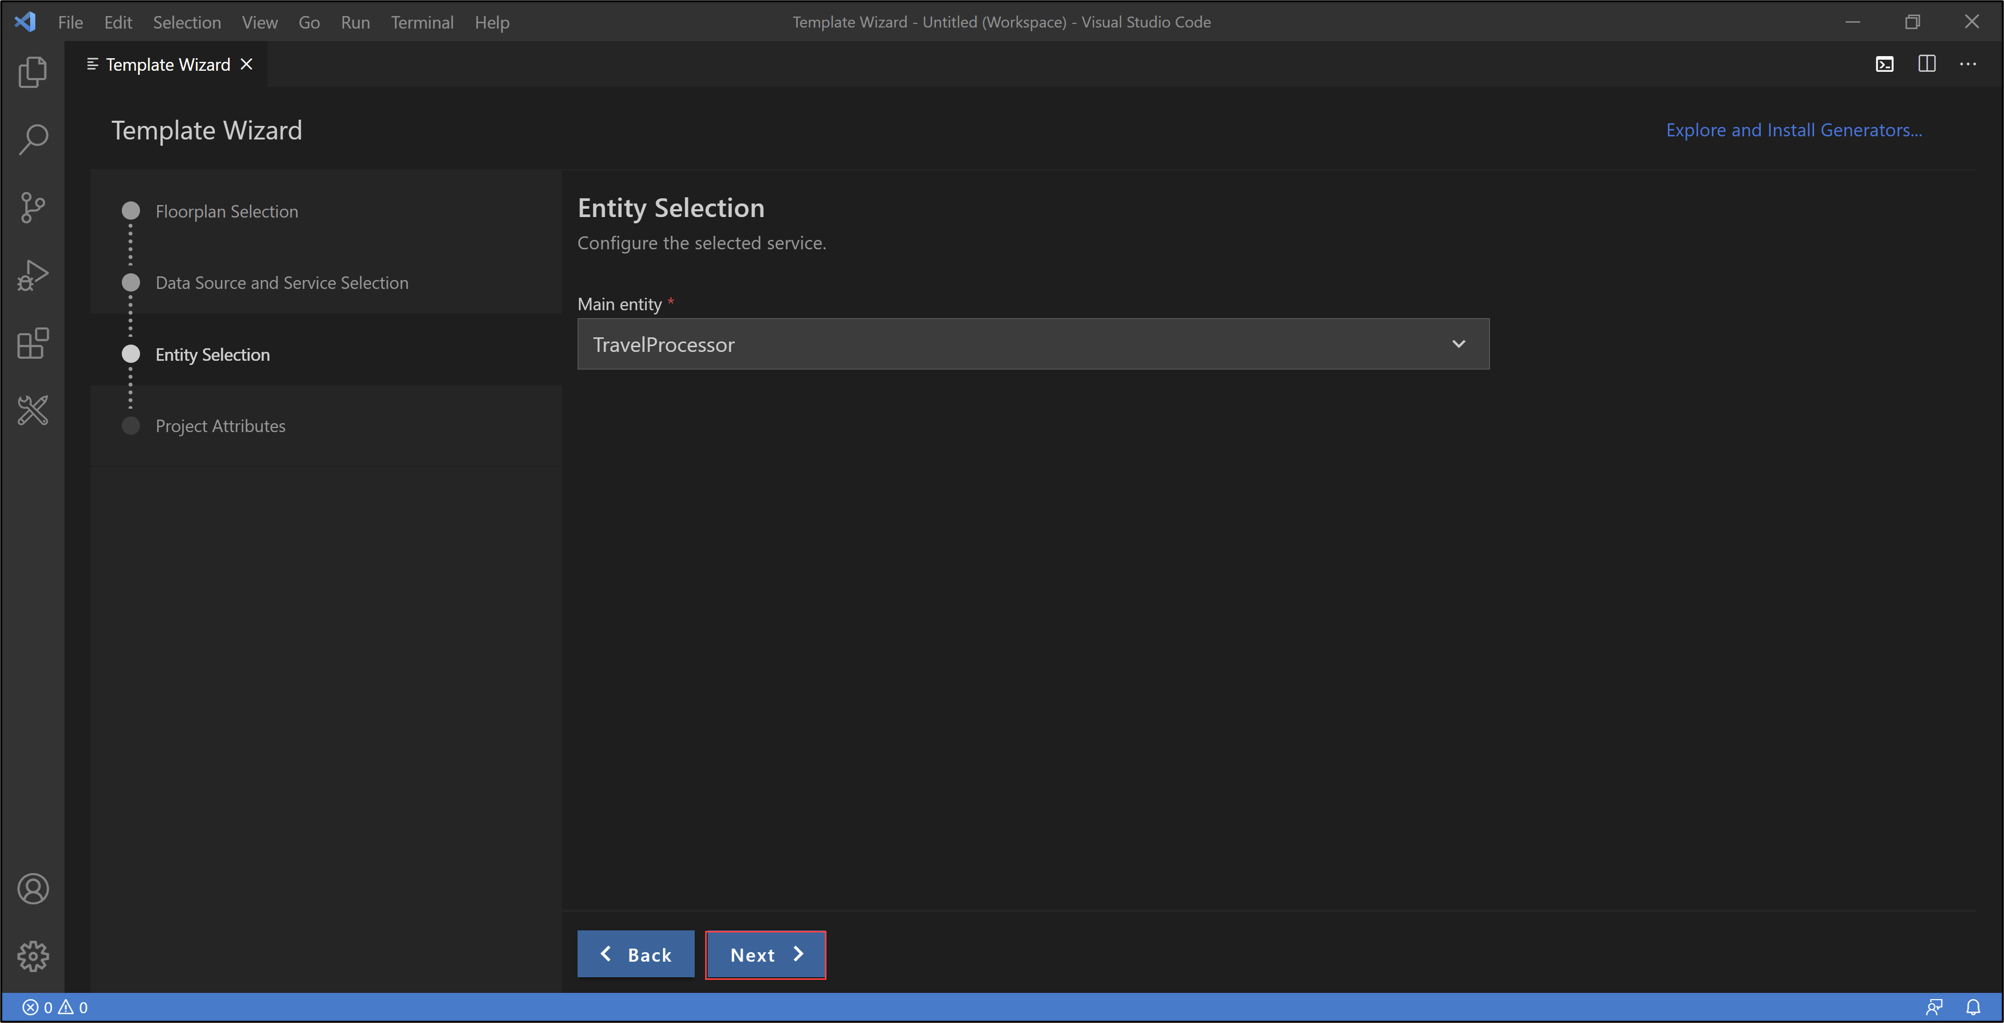 File Edit Selection View Go Run Terminal Help
Template Wizard - Untitled (Workspace) - Visual Studio Code
Template Wizard
Template Wizard
Explore and Install Generators...
Floorplan Selection
Data Source and Service Selection
Entity Selection
Project Attributes
Entity Selection
Configure the selected service.
Main entity *
TravelProcessor
Back
Next
0 0